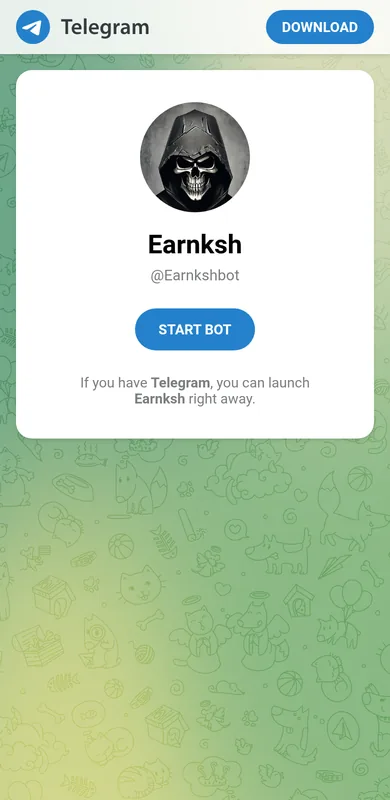 Telegram
DOWNLOAD
Earnksh
@Earnkshbot
START BOT
If you have Telegram, you can launch
Earnksh right away.